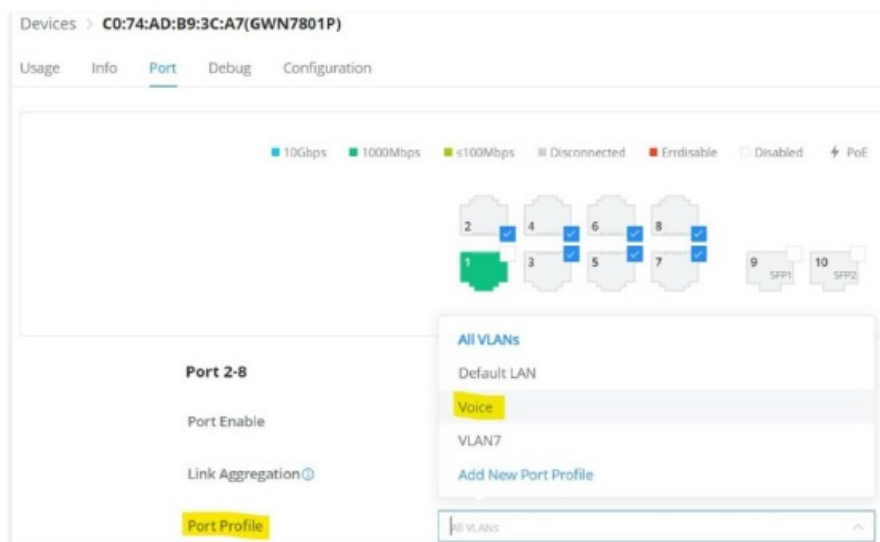 Devices > C0:74:AD:B9:3C:A7(GWN7801P)
Usage Info Port Debug Configuration
10Gbps 1000Mbps ≤100Mbps Disconnected Errdisable Disabled PoE
2 4 6 8
1 3 5 7 9 SFP1 10 SFP2
All VLANs
Port 2-8
Default LAN
Voice
Port Enable
VLAN7
Link Aggregation
Add New Port Profile
Port Profile
All VLANs